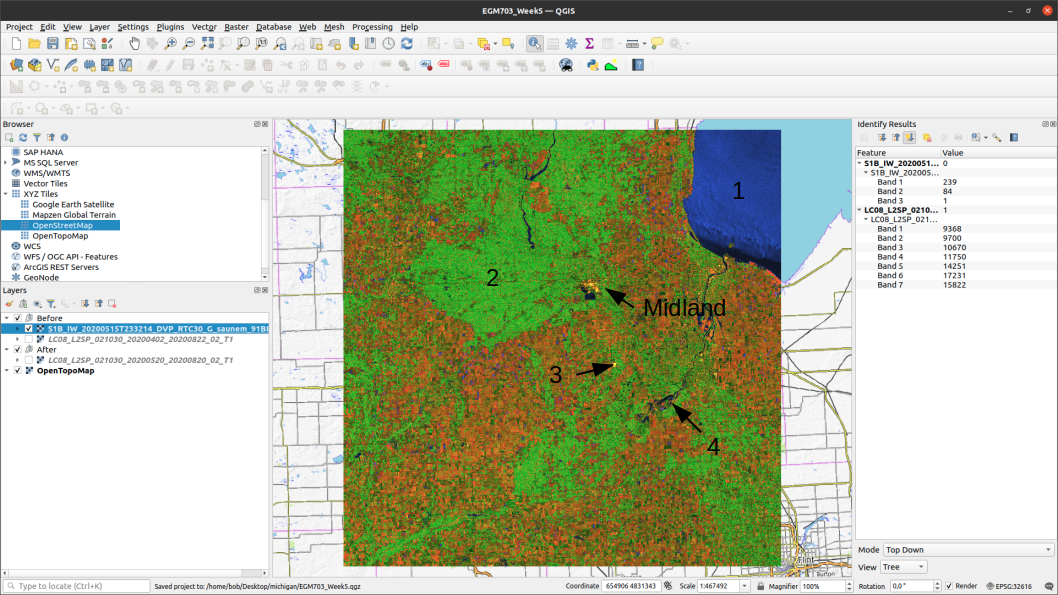 EGM703_Week5 — QGIS
Project Edit View Layer Settings Plugins Vector Raster Database Web Mesh Processing Help
Browser
SAP HANA
MS SQL Server
WMS/WMTS
Vector Tiles
XYZ Tiles
Google Earth Satellite
Mapzen Global Terrain
OpenStreetMap
OpenTopoMap
WCS
WFS / OGC API - Features
ArcGIS REST Servers
GeoNode
Layers
Before
S1B_IW_20200515T233214_DVP_RTC30_G_saunem_91B
LC08_L2SP_021030_20200402_20200822_02_T1
After
LC08_L2SP_021030_20200520_20200820_02_T1
OpenTopoMap
1
2
Midland
3
4
Flint
Burton
Identify Results
Feature Value
S1B_IW_2020051... 0
S1B_IW_202005...
Band 1 239
Band 2 84
Band 3 1
LC08_L2SP_0210... 1
LC08_L2SP_021...
Band 1 9368
Band 2 9700
Band 3 10670
Band 4 11750
Band 5 14251
Band 6 17231
Band 7 15822
Mode Top Down
View Tree
Type to locate (Ctrl+K)
Saved project to: /home/bob/Desktop/michigan/EGM703_Week5.qgz
Coordinate 654906 4831343
Scale 1:467492
Magnifier 100%
Rotation 0,0°
Render
EPSG:32616